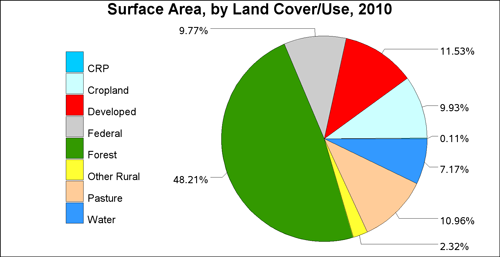 Surface Area, by Land Cover/Use, 2010
9.77%
11.53%
CRP
Cropland
Developed
Federal
Forest
Other Rural
Pasture
Water
9.93%
0.11%
7.17%
48.21%
10.96%
2.32%